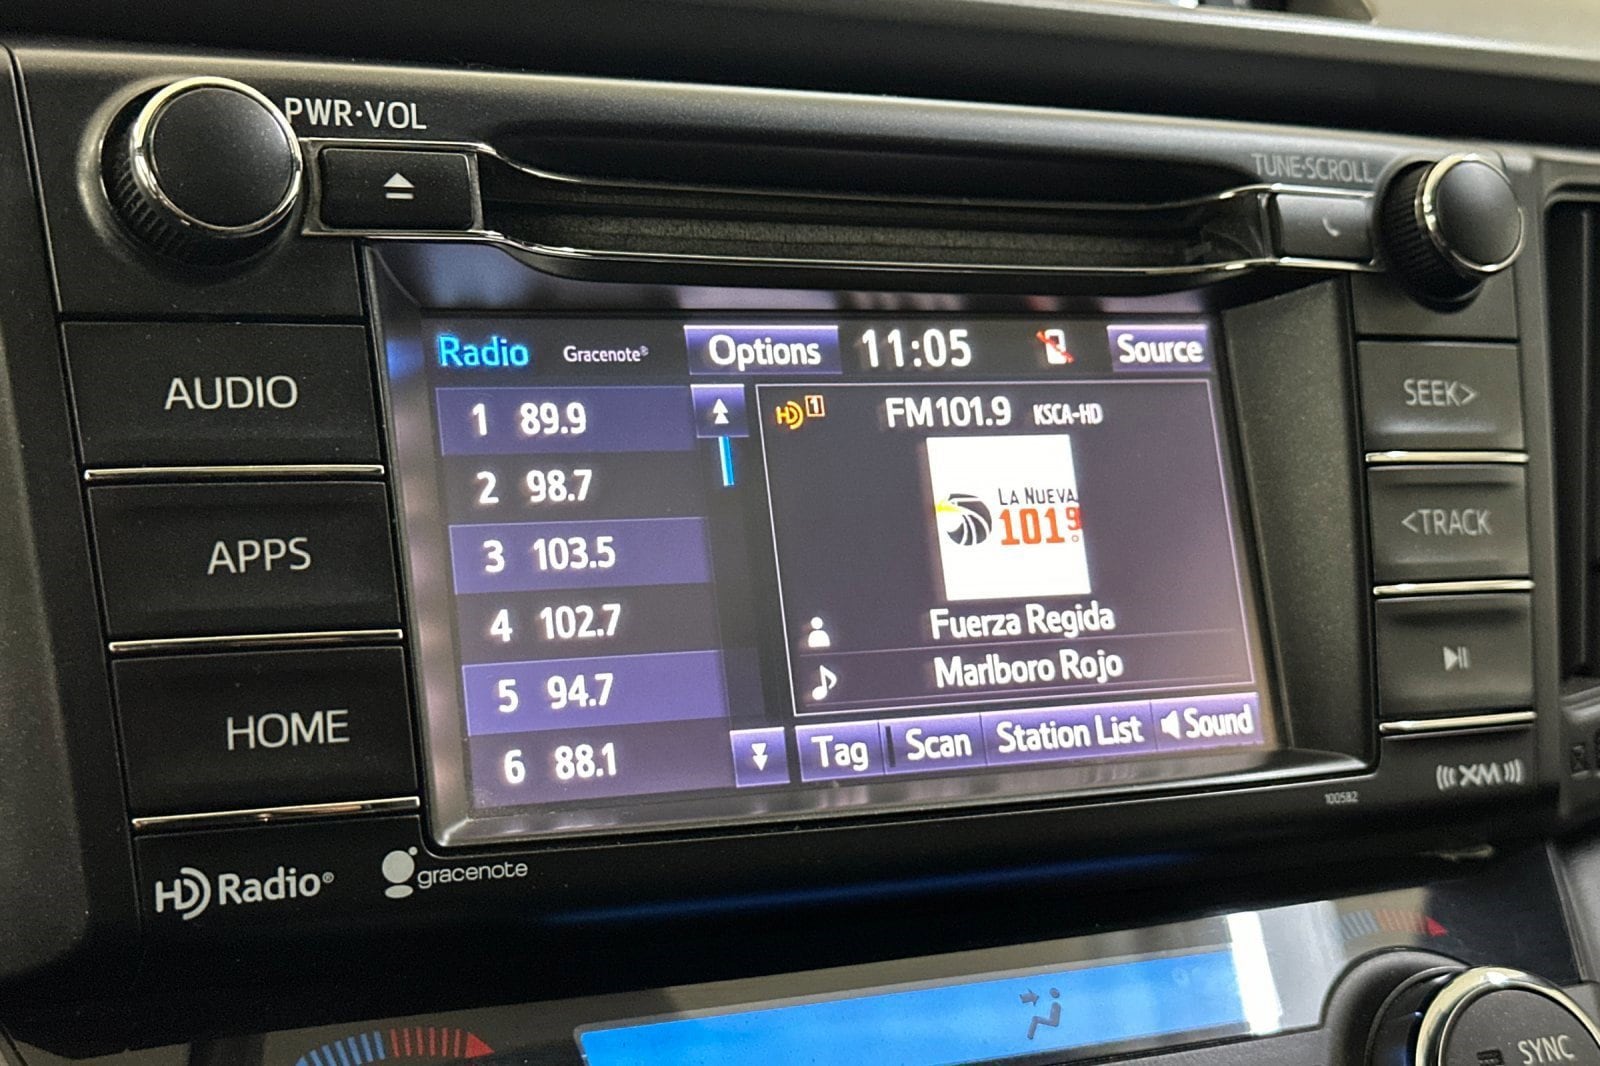 PWR·VOL
TUNE·SCROLL
AUDIO
APPS
HOME
Radio Gracenote® Options 11:05 Source
1 89.9
2 98.7
3 103.5
4 102.7
5 94.7
6 88.1
HD 1 FM101.9 KSCA-HD
LA NUEVA
101.9
Fuerza Regida
Marlboro Rojo
Tag Scan Station List Sound
SEEK>
<TRACK
(((XM)))
100582
HD Radio®
gracenote
SYNC